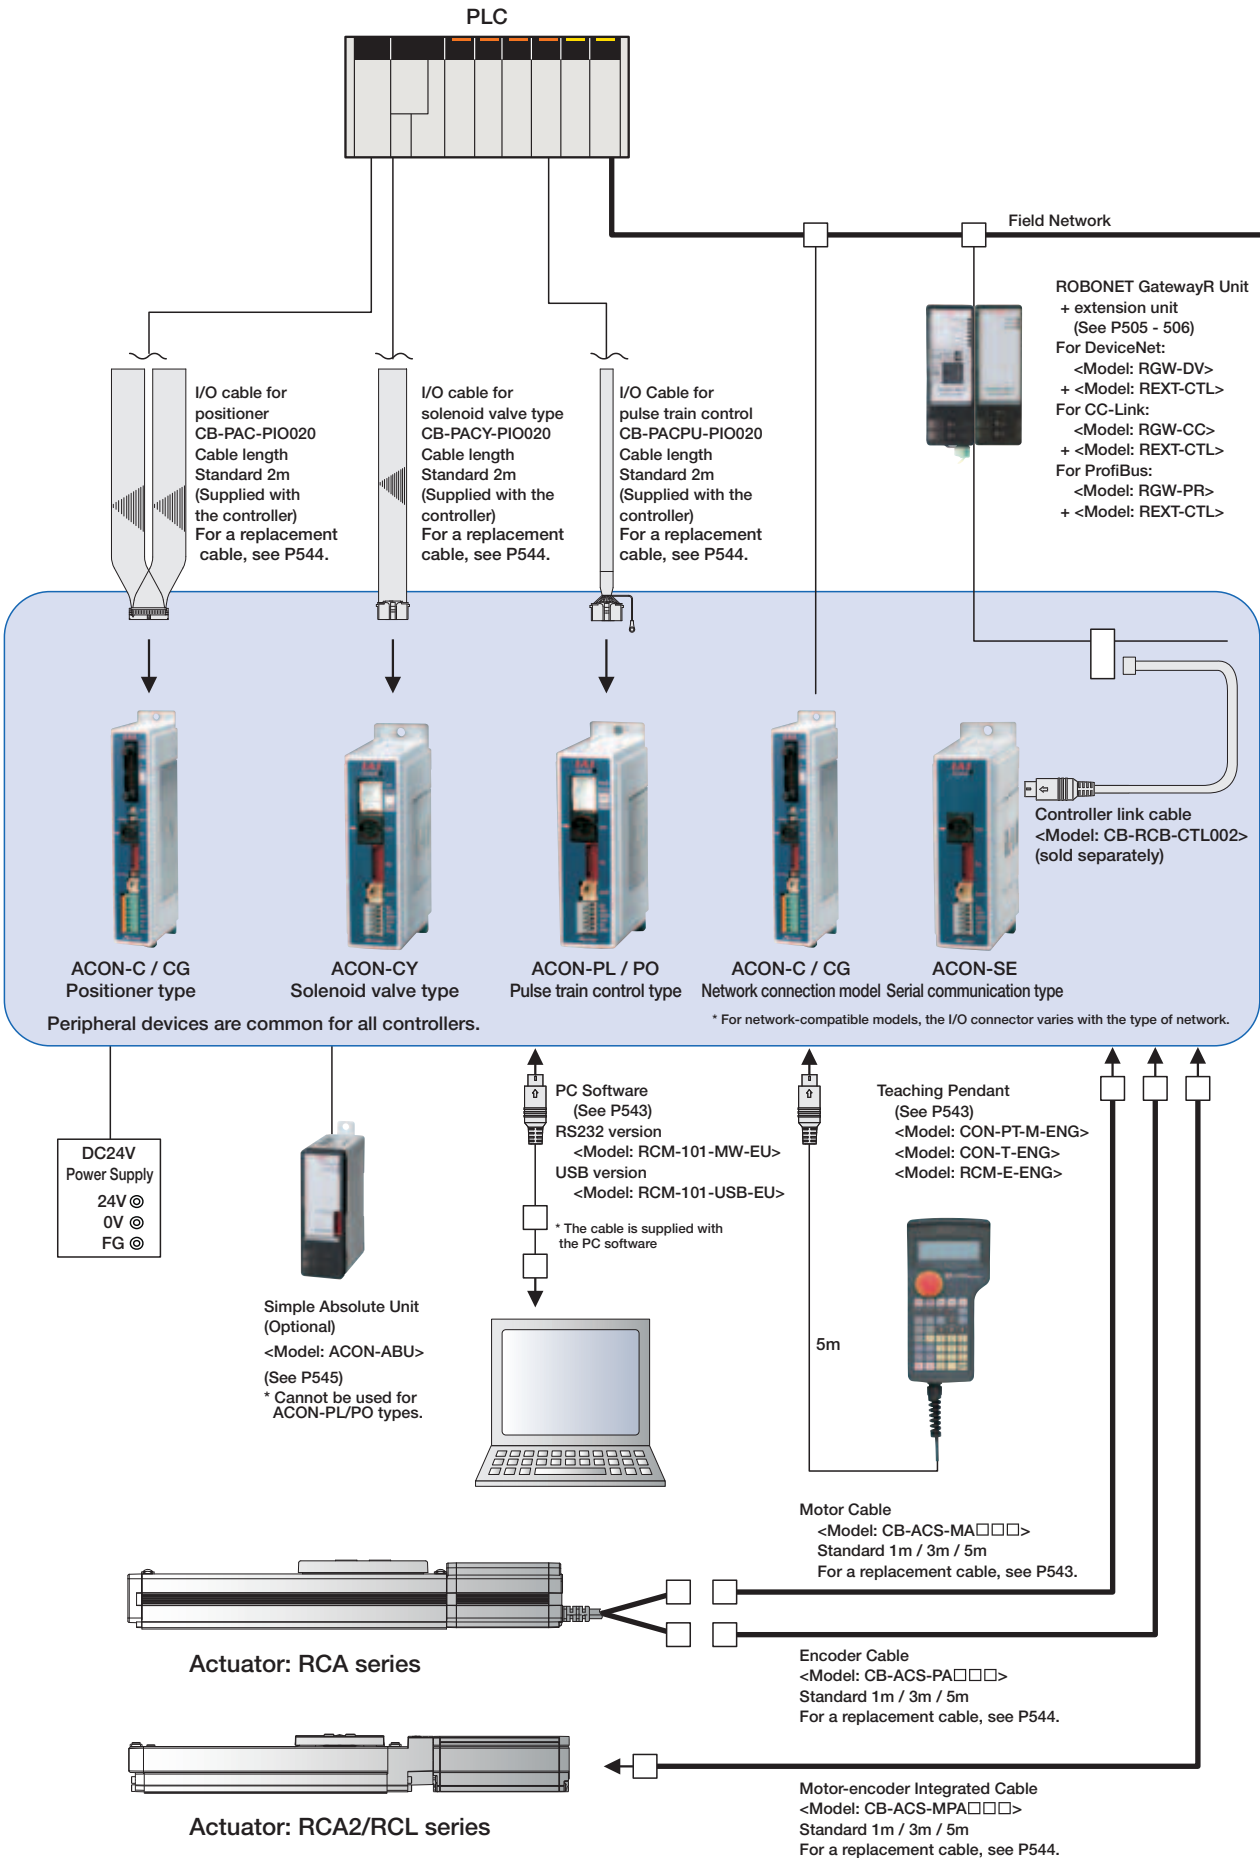 PLC
Field Network
ROBONET GatewayR Unit
+ extension unit
(See P505 - 506)
For DeviceNet:
<Model: RGW-DV>
+ <Model: REXT-CTL>
For CC-Link:
<Model: RGW-CC>
+ <Model: REXT-CTL>
For ProfiBus:
<Model: RGW-PR>
+ <Model: REXT-CTL>
I/O cable for
positioner
CB-PAC-PIO020
Cable length
Standard 2m
(Supplied with
the controller)
For a replacement
cable, see P544.
I/O cable for
solenoid valve type
CB-PACY-PIO020
Cable length
Standard 2m
(Supplied with the
controller)
For a replacement
cable, see P544.
I/O Cable for
pulse train control
CB-PACPU-PIO020
Cable length
Standard 2m
(Supplied with the
controller)
For a replacement
cable, see P544.
Controller link cable
<Model: CB-RCB-CTL002>
(sold separately)
ACON-C / CG
Positioner type
ACON-CY
Solenoid valve type
ACON-PL / PO
Pulse train control type
ACON-C / CG
Network connection model
ACON-SE
Serial communication type
Peripheral devices are common for all controllers.
* For network-compatible models, the I/O connector varies with the type of network.
DC24V
Power Supply
24V
0V
FG
Simple Absolute Unit
(Optional)
<Model: ACON-ABU>
(See P545)
* Cannot be used for
ACON-PL/PO types.
PC Software
(See P543)
RS232 version
<Model: RCM-101-MW-EU>
USB version
<Model: RCM-101-USB-EU>
* The cable is supplied with
the PC software
Teaching Pendant
(See P543)
<Model: CON-PT-M-ENG>
<Model: CON-T-ENG>
<Model: RCM-E-ENG>
5m
Motor Cable
<Model: CB-ACS-MA□□□>
Standard 1m / 3m / 5m
For a replacement cable, see P543.
Actuator: RCA series
Encoder Cable
<Model: CB-ACS-PA□□□>
Standard 1m / 3m / 5m
For a replacement cable, see P544.
Actuator: RCA2/RCL series
Motor-encoder Integrated Cable
<Model: CB-ACS-MPA□□□>
Standard 1m / 3m / 5m
For a replacement cable, see P544.